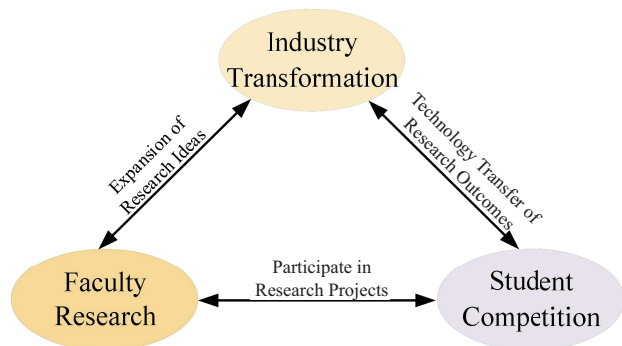 Industry
Transformation
Expansion of
Research Ideas
Technology Transfer of
Research Outcomes
Faculty
Research
Participate in
Research Projects
Student
Competition